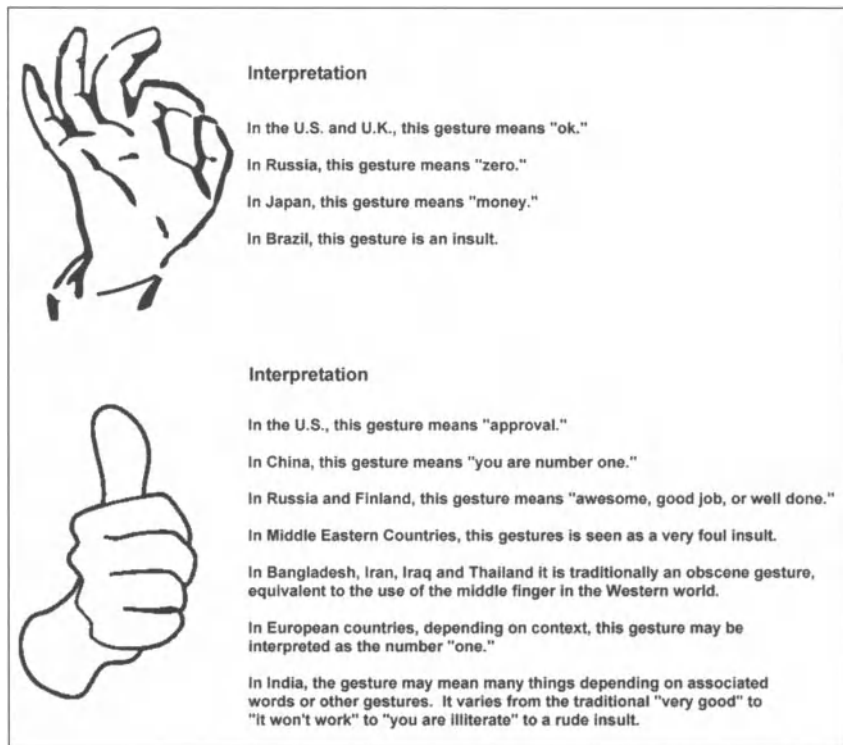 Interpretation
In the U.S. and U.K., this gesture means "ok."
In Russia, this gesture means "zero."
In Japan, this gesture means "money."
In Brazil, this gesture is an insult.
Interpretation
In the U.S., this gesture means "approval."
In China, this gesture means "you are number one."
In Russia and Finland, this gesture means "awesome, good job, or well done."
In Middle Eastern Countries, this gestures is seen as a very foul insult.
In Bangladesh, Iran, Iraq and Thailand it is traditionally an obscene gesture,
equivalent to the use of the middle finger in the Western world.
In European countries, depending on context, this gesture may be
interpreted as the number "one."
In India, the gesture may mean many things depending on associated
words or other gestures.  It varies from the traditional "very good" to
"it won't work" to "you are illiterate" to a rude insult.